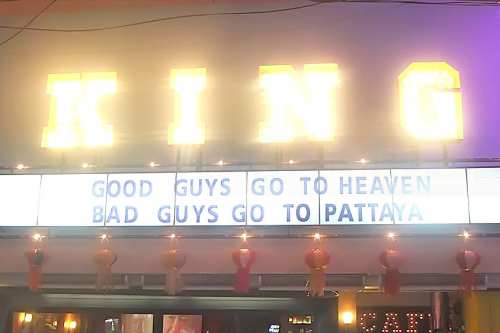 KING
GOOD GUYS GO TO HEAVEN
BAD GUYS GO TO PATTAYA